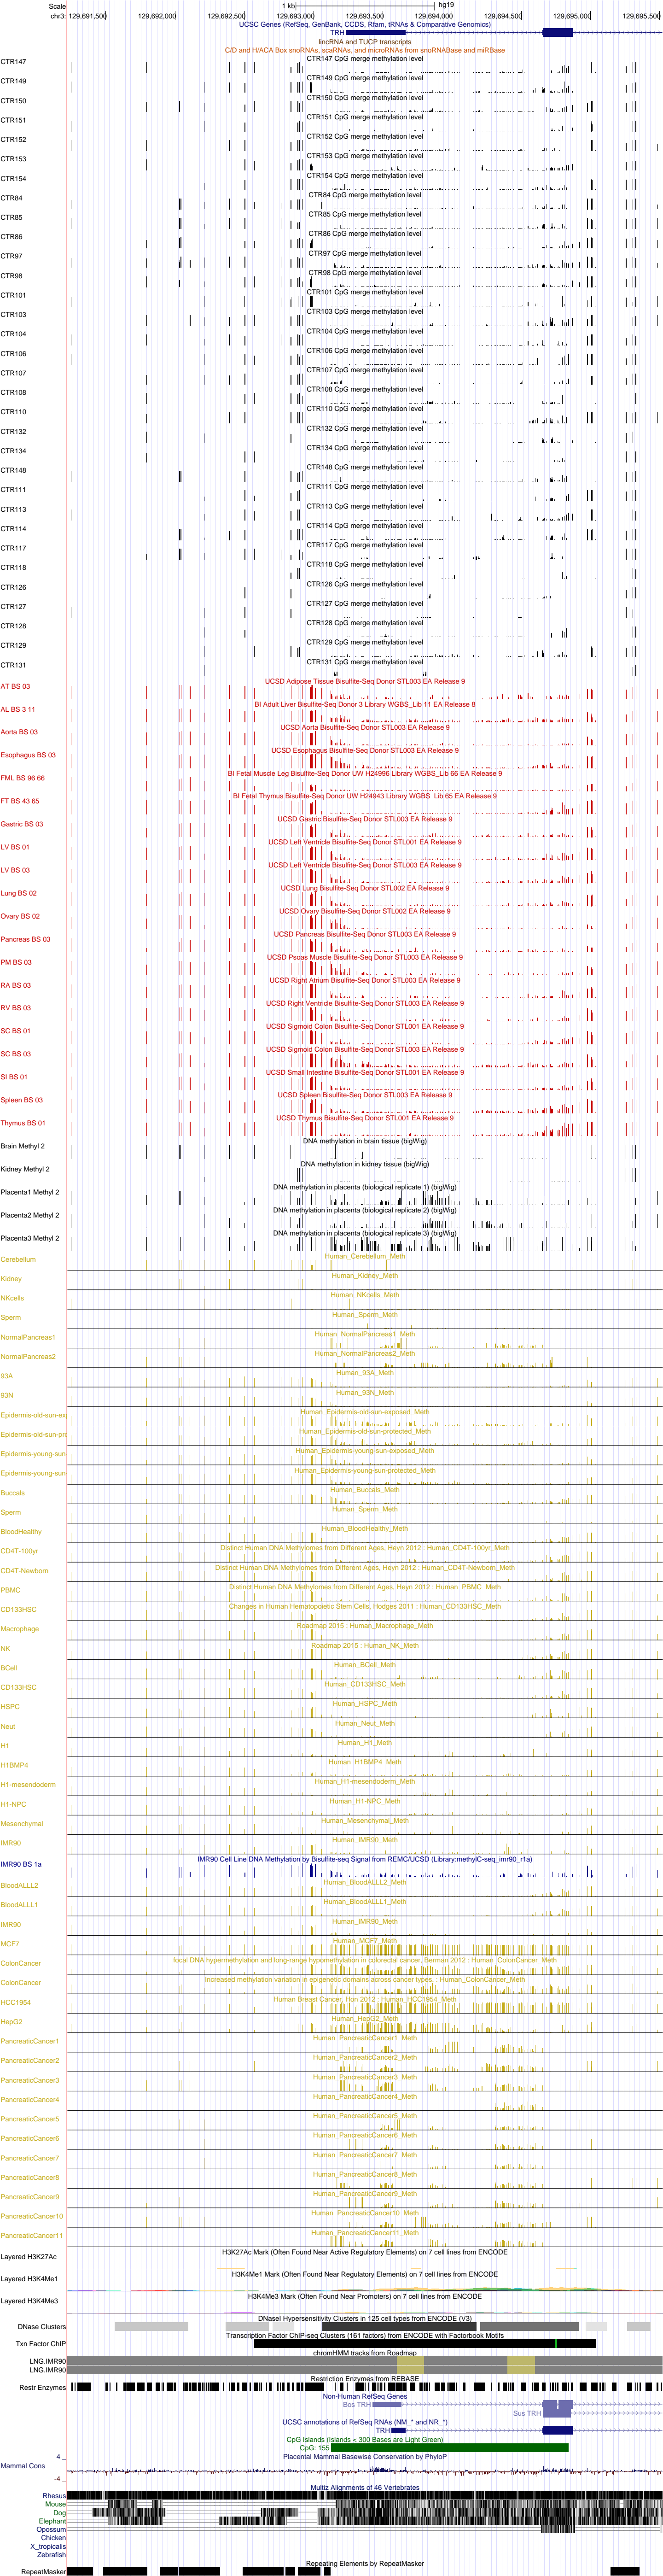 Scale 1 kb hg19
chr3: 129,691,500 129,692,000 129,692,500 129,693,000 129,693,500 129,694,000 129,694,500 129,695,000 129,695,500
UCSC Genes (RefSeq, GenBank, CCDS, Rfam, tRNAs & Comparative Genomics)
TRH
lincRNA and TUCP transcripts
C/D and H/ACA Box snoRNAs, scaRNAs, and microRNAs from snoRNABase and miRBase
CTR147 CTR147 CpG merge methylation level
CTR149 CTR149 CpG merge methylation level
CTR150 CTR150 CpG merge methylation level
CTR151 CTR151 CpG merge methylation level
CTR152 CTR152 CpG merge methylation level
CTR153 CTR153 CpG merge methylation level
CTR154 CTR154 CpG merge methylation level
CTR84 CTR84 CpG merge methylation level
CTR85 CTR85 CpG merge methylation level
CTR86 CTR86 CpG merge methylation level
CTR97 CTR97 CpG merge methylation level
CTR98 CTR98 CpG merge methylation level
CTR101 CTR101 CpG merge methylation level
CTR103 CTR103 CpG merge methylation level
CTR104 CTR104 CpG merge methylation level
CTR106 CTR106 CpG merge methylation level
CTR107 CTR107 CpG merge methylation level
CTR108 CTR108 CpG merge methylation level
CTR110 CTR110 CpG merge methylation level
CTR132 CTR132 CpG merge methylation level
CTR134 CTR134 CpG merge methylation level
CTR148 CTR148 CpG merge methylation level
CTR111 CTR111 CpG merge methylation level
CTR113 CTR113 CpG merge methylation level
CTR114 CTR114 CpG merge methylation level
CTR117 CTR117 CpG merge methylation level
CTR118 CTR118 CpG merge methylation level
CTR126 CTR126 CpG merge methylation level
CTR127 CTR127 CpG merge methylation level
CTR128 CTR128 CpG merge methylation level
CTR129 CTR129 CpG merge methylation level
CTR131 CTR131 CpG merge methylation level
UCSD Adipose Tissue Bisulfite-Seq Donor STL003 EA Release 9
AT BS 03
BI Adult Liver Bisulfite-Seq Donor 3 Library WGBS_Lib 11 EA Release 8
AL BS 3 11
UCSD Aorta Bisulfite-Seq Donor STL003 EA Release 9
Aorta BS 03
UCSD Esophagus Bisulfite-Seq Donor STL003 EA Release 9
Esophagus BS 03
BI Fetal Muscle Leg Bisulfite-Seq Donor UW H24996 Library WGBS_Lib 66 EA Release 9
FML BS 96 66
BI Fetal Thymus Bisulfite-Seq Donor UW H24943 Library WGBS_Lib 65 EA Release 9
FT BS 43 65
UCSD Gastric Bisulfite-Seq Donor STL003 EA Release 9
Gastric BS 03
UCSD Left Ventricle Bisulfite-Seq Donor STL001 EA Release 9
LV BS 01
UCSD Left Ventricle Bisulfite-Seq Donor STL003 EA Release 9
LV BS 03
UCSD Lung Bisulfite-Seq Donor STL002 EA Release 9
Lung BS 02
UCSD Ovary Bisulfite-Seq Donor STL002 EA Release 9
Ovary BS 02
UCSD Pancreas Bisulfite-Seq Donor STL003 EA Release 9
Pancreas BS 03
UCSD Psoas Muscle Bisulfite-Seq Donor STL003 EA Release 9
PM BS 03
UCSD Right Atrium Bisulfite-Seq Donor STL003 EA Release 9
RA BS 03
UCSD Right Ventricle Bisulfite-Seq Donor STL003 EA Release 9
RV BS 03
UCSD Sigmoid Colon Bisulfite-Seq Donor STL001 EA Release 9
SC BS 01
UCSD Sigmoid Colon Bisulfite-Seq Donor STL003 EA Release 9
SC BS 03
UCSD Small Intestine Bisulfite-Seq Donor STL001 EA Release 9
SI BS 01
UCSD Spleen Bisulfite-Seq Donor STL003 EA Release 9
Spleen BS 03
UCSD Thymus Bisulfite-Seq Donor STL001 EA Release 9
Thymus BS 01
DNA methylation in brain tissue (bigWig)
Brain Methyl 2
DNA methylation in kidney tissue (bigWig)
Kidney Methyl 2
DNA methylation in placenta (biological replicate 1) (bigWig)
Placenta1 Methyl 2
DNA methylation in placenta (biological replicate 2) (bigWig)
Placenta2 Methyl 2
DNA methylation in placenta (biological replicate 3) (bigWig)
Placenta3 Methyl 2
Human_Cerebellum_Meth
Cerebellum
Kidney Human_Kidney_Meth
NKcells Human_NKcells_Meth
Sperm Human_Sperm_Meth
NormalPancreas1 Human_NormalPancreas1_Meth
NormalPancreas2 Human_NormalPancreas2_Meth
93A Human_93A_Meth
93N Human_93N_Meth
Epidermis-old-sun-ex Human_Epidermis-old-sun-exposed_Meth
Epidermis-old-sun-pr Human_Epidermis-old-sun-protected_Meth
Epidermis-young-sun Human_Epidermis-young-sun-exposed_Meth
Epidermis-young-sun Human_Epidermis-young-sun-protected_Meth
Buccals Human_Buccals_Meth
Sperm Human_Sperm_Meth
BloodHealthy Human_BloodHealthy_Meth
CD4T-100yr Distinct Human DNA Methylomes from Different Ages, Heyn 2012 : Human_CD4T-100yr_Meth
CD4T-Newborn Distinct Human DNA Methylomes from Different Ages, Heyn 2012 : Human_CD4T-Newborn_Meth
PBMC Distinct Human DNA Methylomes from Different Ages, Heyn 2012 : Human_PBMC_Meth
CD133HSC Changes in Human Hematopoietic Stem Cells, Hodges 2011 : Human_CD133HSC_Meth
Macrophage Roadmap 2015 : Human_Macrophage_Meth
NK Roadmap 2015 : Human_NK_Meth
BCell Human_BCell_Meth
CD133HSC Human_CD133HSC_Meth
HSPC Human_HSPC_Meth
Neut Human_Neut_Meth
H1 Human_H1_Meth
H1BMP4 Human_H1BMP4_Meth
H1-mesendoderm Human_H1-mesendoderm_Meth
H1-NPC Human_H1-NPC_Meth
Mesenchymal Human_Mesenchymal_Meth
IMR90 Human_IMR90_Meth
IMR90 Cell Line DNA Methylation by Bisulfite-seq Signal from REMC/UCSD (Library:methylC-seq_imr90_r1a)
IMR90 BS 1a
BloodALLL2 Human_BloodALLL2_Meth
BloodALLL1 Human_BloodALLL1_Meth
IMR90 Human_IMR90_Meth
MCF7 Human_MCF7_Meth
ColonCancer focal DNA hypermethylation and long-range hypomethylation in colorectal cancer, Berman 2012 : Human_ColonCancer_Meth
ColonCancer Increased methylation variation in epigenetic domains across cancer types. : Human_ColonCancer_Meth
HCC1954 Human Breast Cancer, Hon 2012 : Human_HCC1954_Meth
HepG2 Human_HepG2_Meth
PancreaticCancer1 Human_PancreaticCancer1_Meth
PancreaticCancer2 Human_PancreaticCancer2_Meth
PancreaticCancer3 Human_PancreaticCancer3_Meth
PancreaticCancer4 Human_PancreaticCancer4_Meth
PancreaticCancer5 Human_PancreaticCancer5_Meth
PancreaticCancer6 Human_PancreaticCancer6_Meth
PancreaticCancer7 Human_PancreaticCancer7_Meth
PancreaticCancer8 Human_PancreaticCancer8_Meth
PancreaticCancer9 Human_PancreaticCancer9_Meth
PancreaticCancer10 Human_PancreaticCancer10_Meth
PancreaticCancer11 Human_PancreaticCancer11_Meth
H3K27Ac Mark (Often Found Near Active Regulatory Elements) on 7 cell lines from ENCODE
Layered H3K27Ac
H3K4Me1 Mark (Often Found Near Regulatory Elements) on 7 cell lines from ENCODE
Layered H3K4Me1
H3K4Me3 Mark (Often Found Near Promoters) on 7 cell lines from ENCODE
Layered H3K4Me3
DNaseI Hypersensitivity Clusters in 125 cell types from ENCODE (V3)
DNase Clusters
Transcription Factor ChIP-seq Clusters (161 factors) from ENCODE with Factorbook Motifs
Txn Factor ChIP
chromHMM tracks from Roadmap
LNG.IMR90
LNG.IMR90
Restriction Enzymes from REBASE
Restr Enzymes
Non-Human RefSeq Genes
Bos TRH
Sus TRH
UCSC annotations of RefSeq RNAs (NM_* and NR_*)
TRH
CpG Islands (Islands < 300 Bases are Light Green)
CpG: 155
Placental Mammal Basewise Conservation by PhyloP
4 _
Mammal Cons
-4 _
Multiz Alignments of 46 Vertebrates
Rhesus
Mouse
Dog
Elephant
Opossum
Chicken
X_tropicalis
Zebrafish
Repeating Elements by RepeatMasker
RepeatMasker